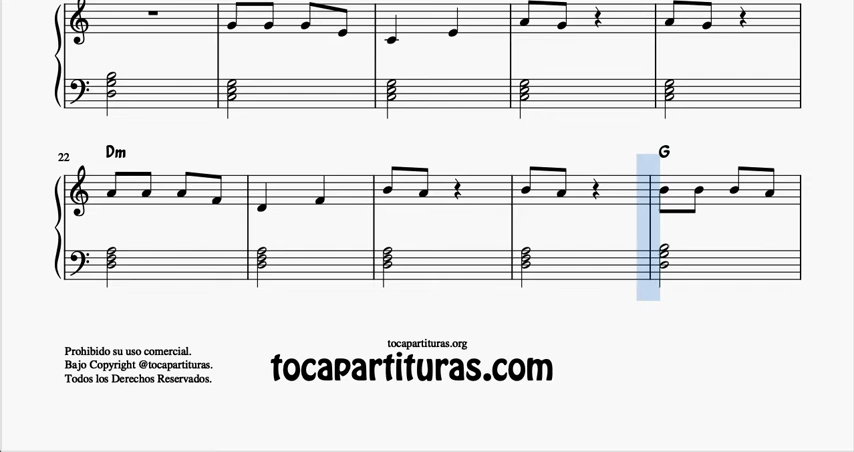 22
Dm
G
tocapartituras.org
Prohibido su uso comercial.
Bajo Copyright @tocapartituras.
Todos los Derechos Reservados.
tocapartituras.com